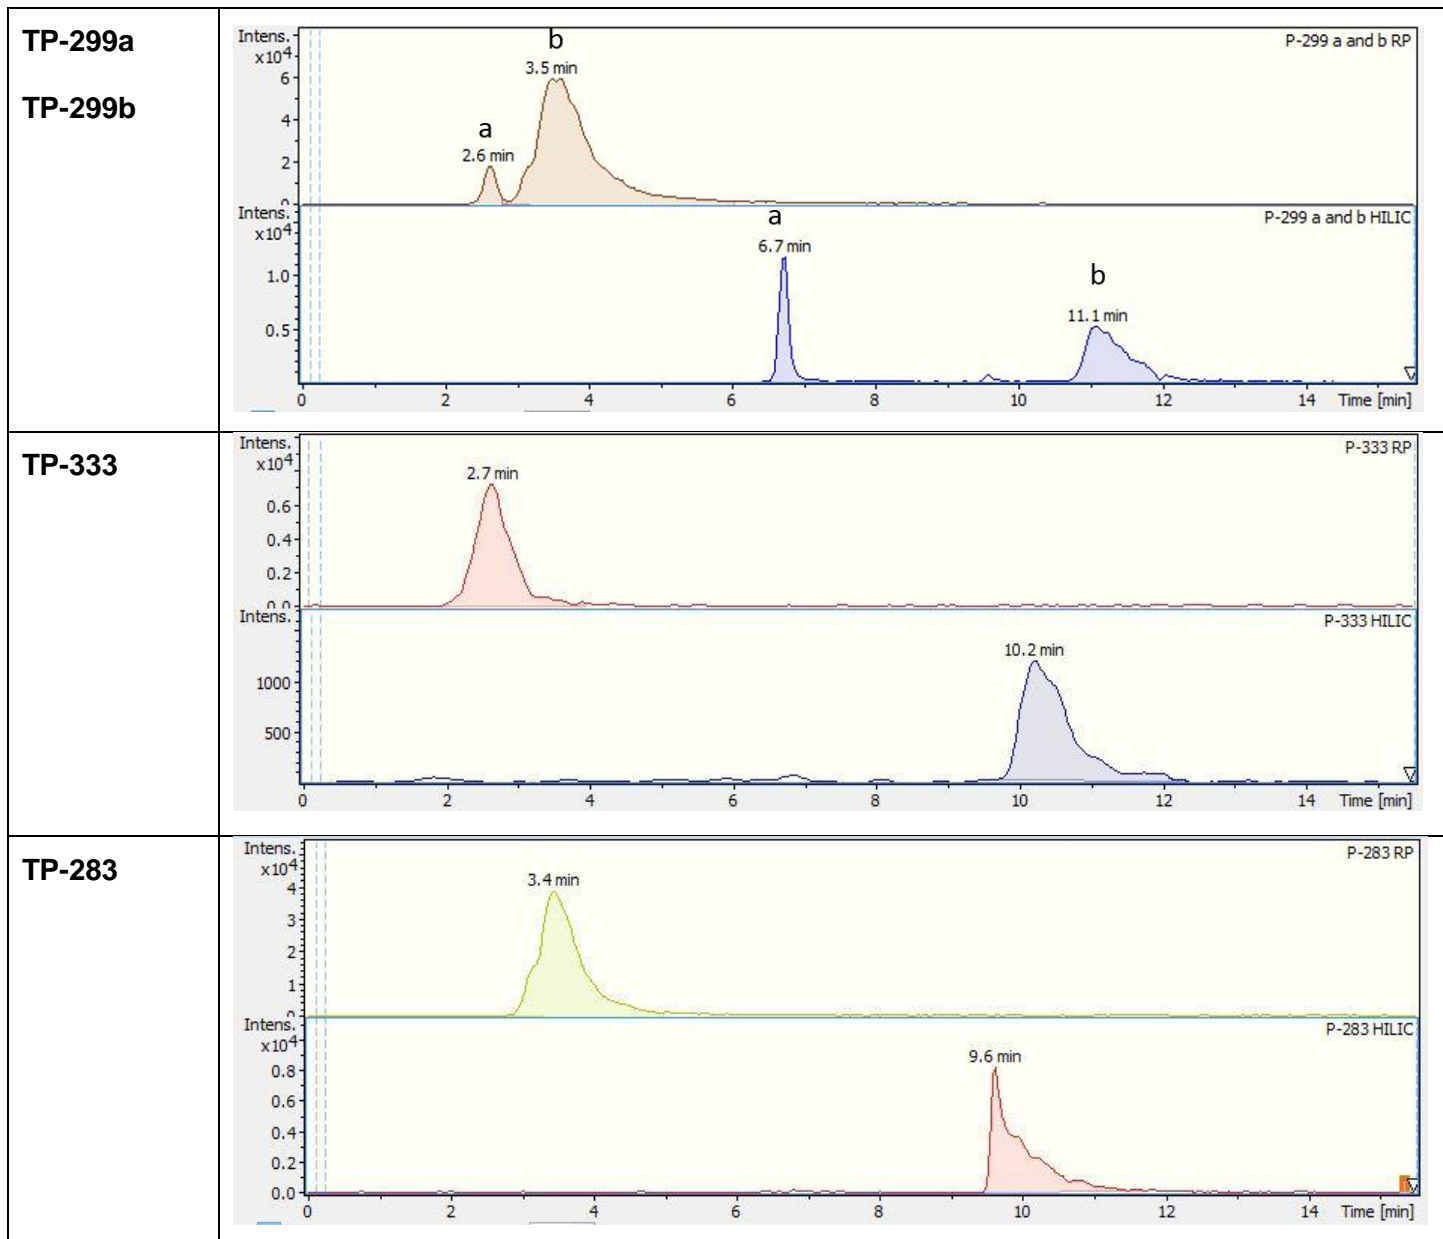 TP-299a
TP-299b
Intens.
x10⁴
6
4
2
0
P-299 a and b RP
b
3.5 min
a
2.6 min
Intens.
x10⁴
1.0
0.5
P-299 a and b HILIC
a
6.7 min
b
11.1 min
0 2 4 6 8 10 12 14 Time [min]
TP-333
Intens.
x10⁴
0.6
0.4
0.2
0.0
P-333 RP
2.7 min
Intens.
1000
500
P-333 HILIC
10.2 min
0 2 4 6 8 10 12 14 Time [min]
TP-283
Intens.
x10⁴
4
3
2
1
0
P-283 RP
3.4 min
Intens.
x10⁴
0.8
0.6
0.4
0.2
0.0
P-283 HILIC
9.6 min
0 2 4 6 8 10 12 14 Time [min]